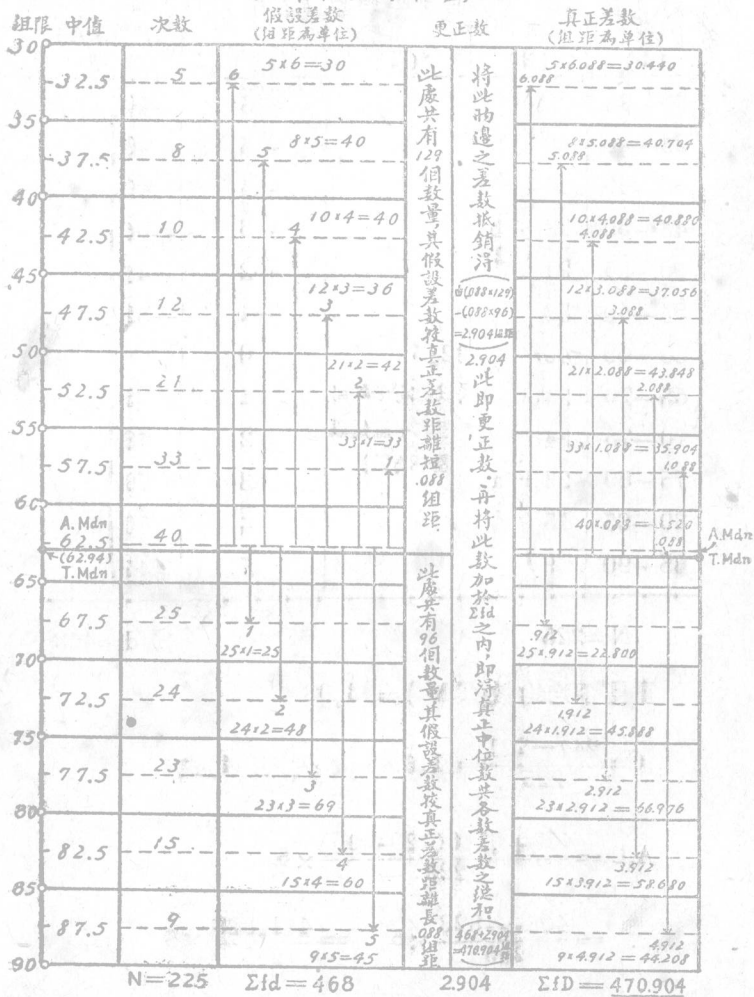 組限 中值 次數 假設差數 更正數 真正差數
(組距為單位) (組距為單位)
30
32.5 5 6 5×6=30 6.088 5×6.088=30.440
35
37.5 8 5 8×5=40 5.088 8×5.088=40.704
40
42.5 10 4 10×4=40 4.088 10×4.088=40.880
45
47.5 12 3 12×3=36 3.088 12×3.088=37.056
50
52.5 21 2 21×2=42 2.088 21×2.088=43.848
55
57.5 33 1 33×1=33 1.088 33×1.088=35.904
60
A.Mdn
62.5 40 40×.088=3.520 .088 A.Mdn
(62.94)
T.Mdn T.Mdn
65
67.5 25 1 25×1=25 .912 25×.912=22.800
70
72.5 24 2 24×2=48 1.912 24×1.912=45.888
75
77.5 23 3 23×3=69 2.912 23×2.912=66.976
80
82.5 15 4 15×4=60 3.912 15×3.912=58.680
85
87.5 9 5 9×5=45 4.912 9×4.912=44.208
90
此處共有129個數量,其假設差數較真正差數距離短.088組距.
此處共有96個數量,其假設差數較真正差數距離長.088組距
將此兩邊之差數抵銷得
(.088×129)
-(.088×96)
=2.904組距
2.904
此即更正數.再將此數加於Σfd之內,即得真正中位數與各數差數之總和.
468+2.904
=470.904組距
N=225 Σfd=468 2.904 ΣfD=470.904